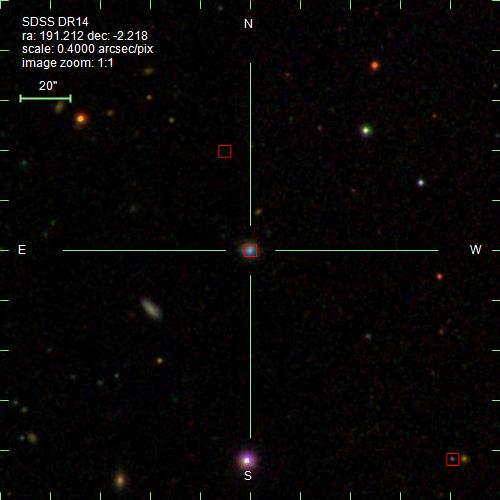 SDSS DR14
ra: 191.212 dec: -2.218
scale: 0.4000 arcsec/pix
image zoom: 1:1
20"
N
E
W
S